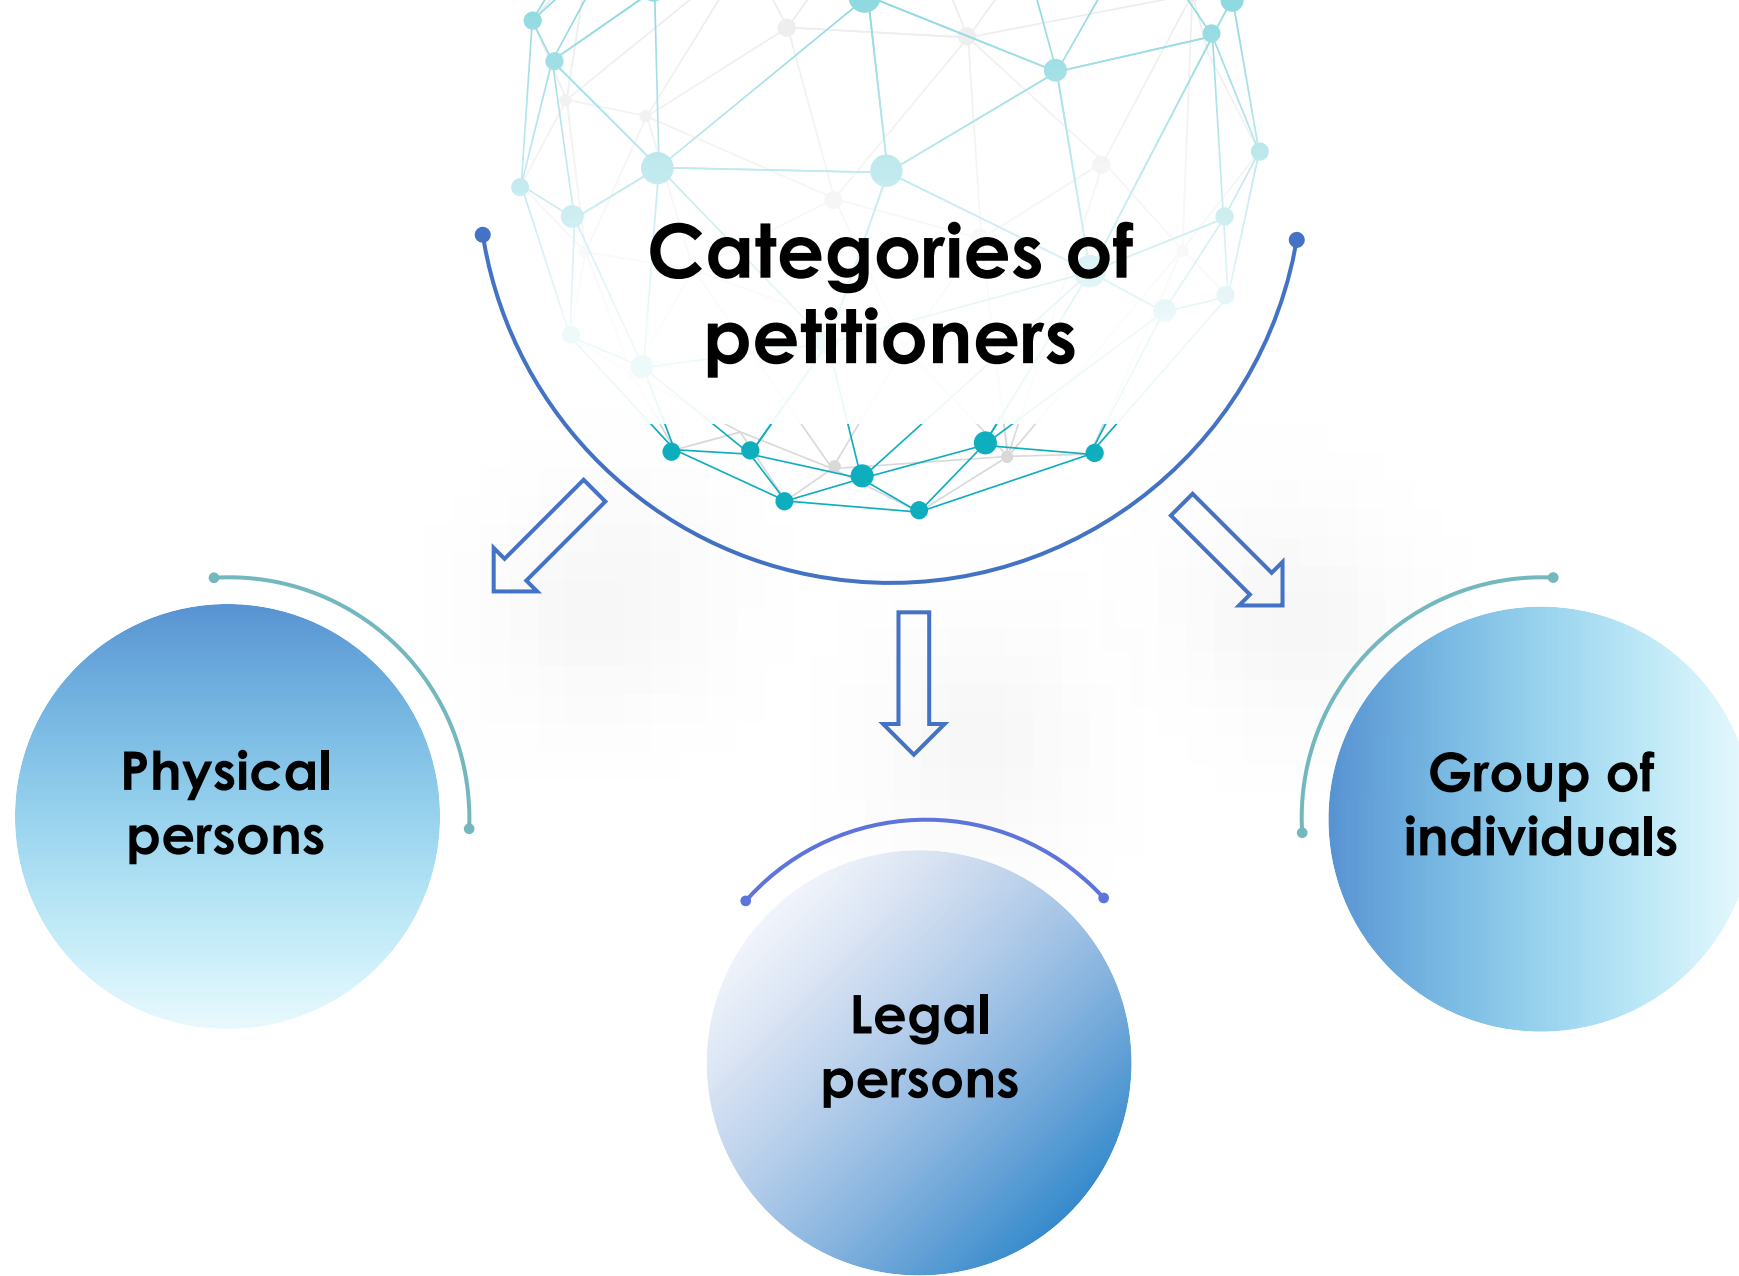 Categories of
petitioners
Physical
persons
Group of
individuals
Legal
persons